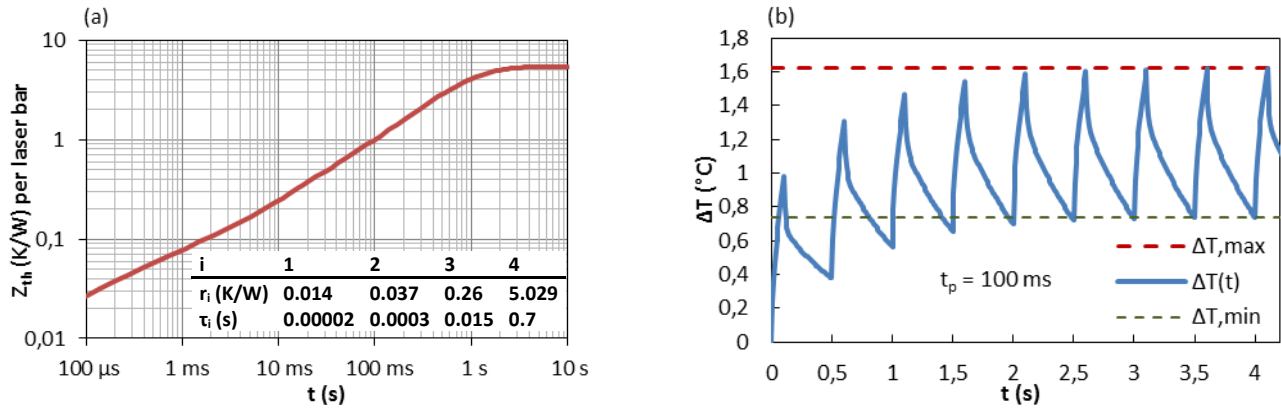 (a)
10
1
0,1
0,01
Z_th (K/W) per laser bar
100 µs 1 ms 10 ms 100 ms 1 s 10 s
t (s)
i 1 2 3 4
rᵢ (K/W) 0.014 0.037 0.26 5.029
τᵢ (s) 0.00002 0.0003 0.015 0.7
(b)
1,8
1,6
1,4
1,2
1
0,8
0,6
0,4
0,2
0
ΔT (°C)
0 0,5 1 1,5 2 2,5 3 3,5 4
t (s)
t_p = 100 ms
ΔT,max
ΔT(t)
ΔT,min